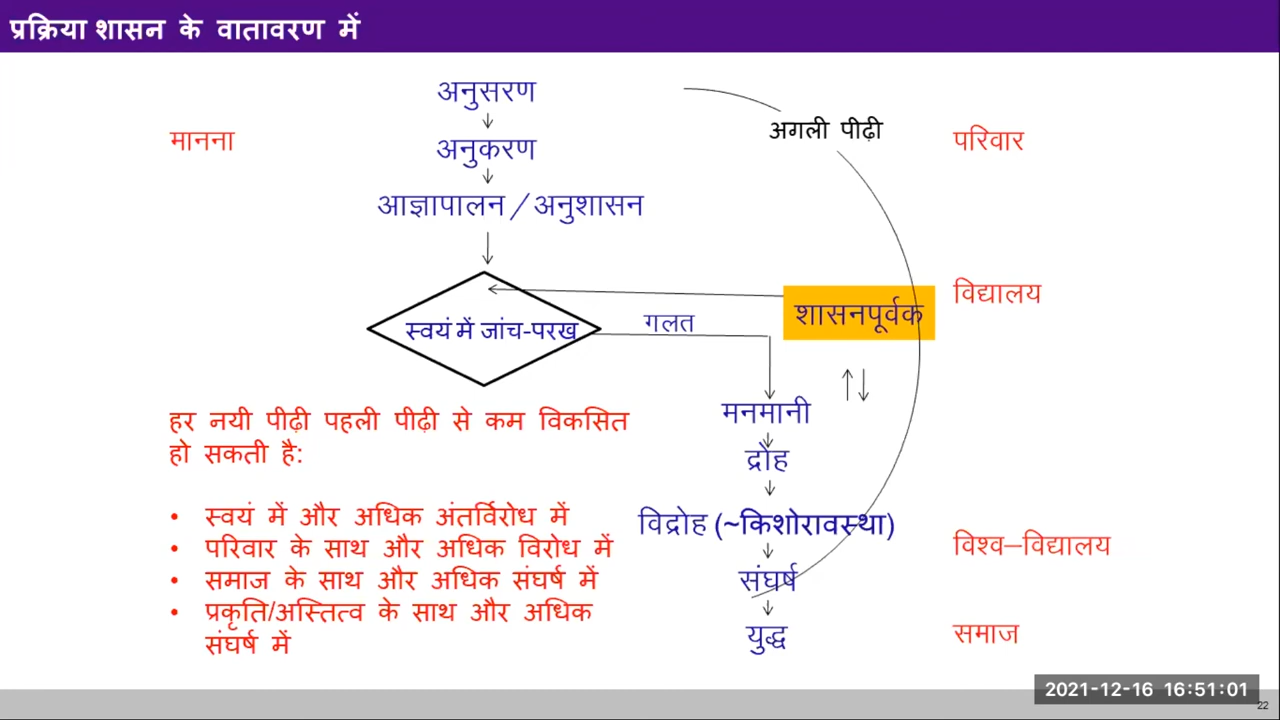 प्रक्रिया शासन के वातावरण में
अनुसरण
अगली पीढ़ी
मानना
परिवार
अनुकरण
आज्ञापालन / अनुशासन
विद्यालय
शासनपूर्वक
गलत
स्वयं में जांच-परख
मनमानी
हर नयी पीढ़ी पहली पीढ़ी से कम विकसित
हो सकती है:
द्रोह
• स्वयं में और अधिक अंतर्विरोध में
विद्रोह (~किशोरावस्था)
• परिवार के साथ और अधिक विरोध में
विश्व–विद्यालय
• समाज के साथ और अधिक संघर्ष में
संघर्ष
• प्रकृति/अस्तित्व के साथ और अधिक
संघर्ष में
युद्ध
समाज
2021-12-16 16:51:01
22